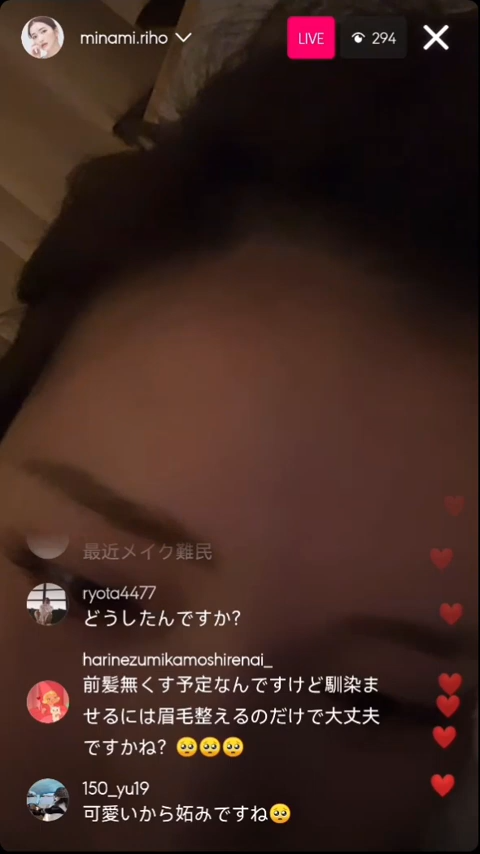 minami.riho
LIVE
294
最近メイク難民
ryota4477
どうしたんですか?
harinezumikamoshirenai_
前髪無くす予定なんですけど馴染ま
せるには眉毛整えるのだけで大丈夫
ですかね? 🥺🥺🥺
150_yu19
可愛いから妬みですね🥺